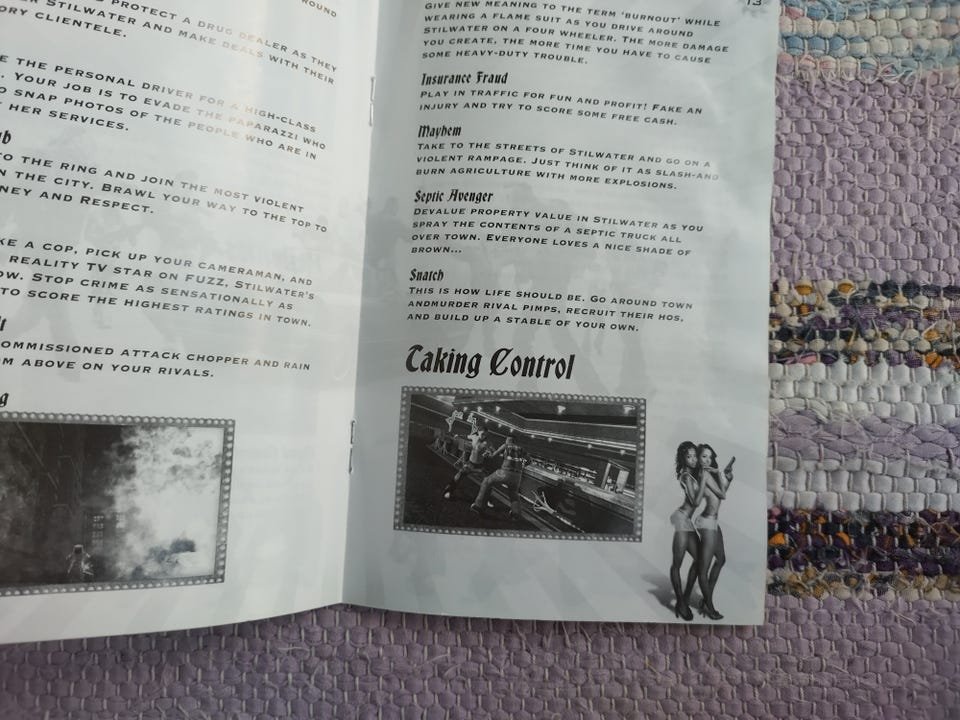 ROUND
PROTECT A DRUG DEALER AS THEY
STILWATER AND MAKE DEALS WITH THEIR
CLIENTELE.
THE PERSONAL DRIVER FOR A HIGH-CLASS
. YOUR JOB IS TO EVADE THE PAPARAZZI WHO
SNAP PHOTOS OF THE PEOPLE WHO ARE IN
HER SERVICES.
TO THE RING AND JOIN THE MOST VIOLENT
IN THE CITY. BRAWL YOUR WAY TO THE TOP TO
AND RESPECT.
A COP, PICK UP YOUR CAMERAMAN, AND
REALITY TV STAR ON FUZZ, STILWATER'S
STOP CRIME AS SENSATIONALLY AS
TO SCORE THE HIGHEST RATINGS IN TOWN.
OMMISSIONED ATTACK CHOPPER AND RAIN
OM ABOVE ON YOUR RIVALS.
g
13
GIVE NEW MEANING TO THE TERM 'BURNOUT' WHILE
WEARING A FLAME SUIT AS YOU DRIVE AROUND
STILWATER ON A FOUR WHEELER. THE MORE DAMAGE
YOU CREATE, THE MORE TIME YOU HAVE TO CAUSE
SOME HEAVY-DUTY TROUBLE.
Insurance Fraud
PLAY IN TRAFFIC FOR FUN AND PROFIT! FAKE AN
INJURY AND TRY TO SCORE SOME FREE CASH.
Mayhem
TAKE TO THE STREETS OF STILWATER AND GO ON A
VIOLENT RAMPAGE. JUST THINK OF IT AS SLASH-AND
BURN AGRICULTURE WITH MORE EXPLOSIONS.
Septic Avenger
DEVALUE PROPERTY VALUE IN STILWATER AS YOU
SPRAY THE CONTENTS OF A SEPTIC TRUCK ALL
OVER TOWN. EVERYONE LOVES A NICE SHADE OF
BROWN...
Snatch
THIS IS HOW LIFE SHOULD BE. GO AROUND TOWN
ANDMURDER RIVAL PIMPS, RECRUIT THEIR HOS,
AND BUILD UP A STABLE OF YOUR OWN.
Taking Control